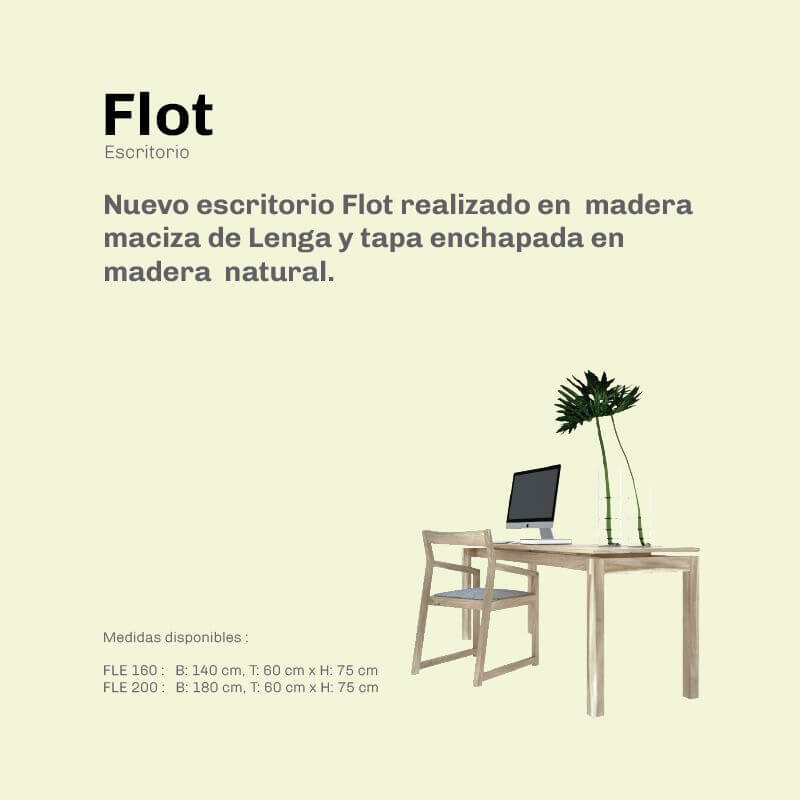 Flot
Escritorio
Nuevo escritorio Flot realizado en madera
maciza de Lenga y tapa enchapada en
madera natural.
Medidas disponibles :
FLE 160 : B: 140 cm, T: 60 cm x H: 75 cm
FLE 200 : B: 180 cm, T: 60 cm x H: 75 cm